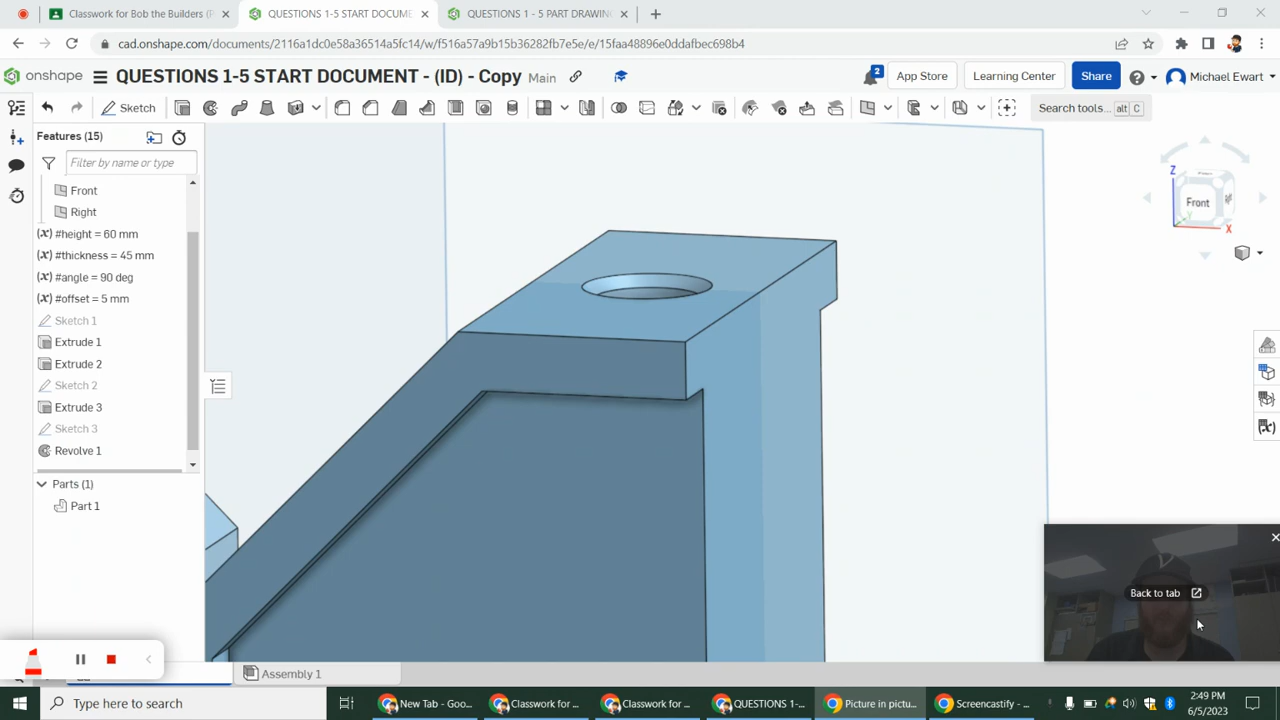 Classwork for Bob the Builders (P
QUESTIONS 1-5 START DOCUME
QUESTIONS 1 - 5 PART DRAWING
cad.onshape.com/documents/2116a1dc0e58a36514a5fc14/w/f516a57a9b15b36282fb7e5e/e/15faa48896e0ddafbec698b4
onshape
QUESTIONS 1-5 START DOCUMENT - (ID) - Copy
Main
2
App Store
Learning Center
Share
Michael Ewart
Sketch
Search tools...
alt
C
Features (15)
Filter by name or type
Front
Right
(x) #height = 60 mm
(x) #thickness = 45 mm
(x) #angle = 90 deg
(x) #offset = 5 mm
Sketch 1
Extrude 1
Extrude 2
Sketch 2
Extrude 3
Sketch 3
Revolve 1
Parts (1)
Part 1
Z
Front
Y
X
Back to tab
Assembly 1
Type here to search
New Tab - Goo...
Classwork for ...
Classwork for ...
QUESTIONS 1-...
Picture in pictu...
Screencastify - ...
2:49 PM
6/5/2023